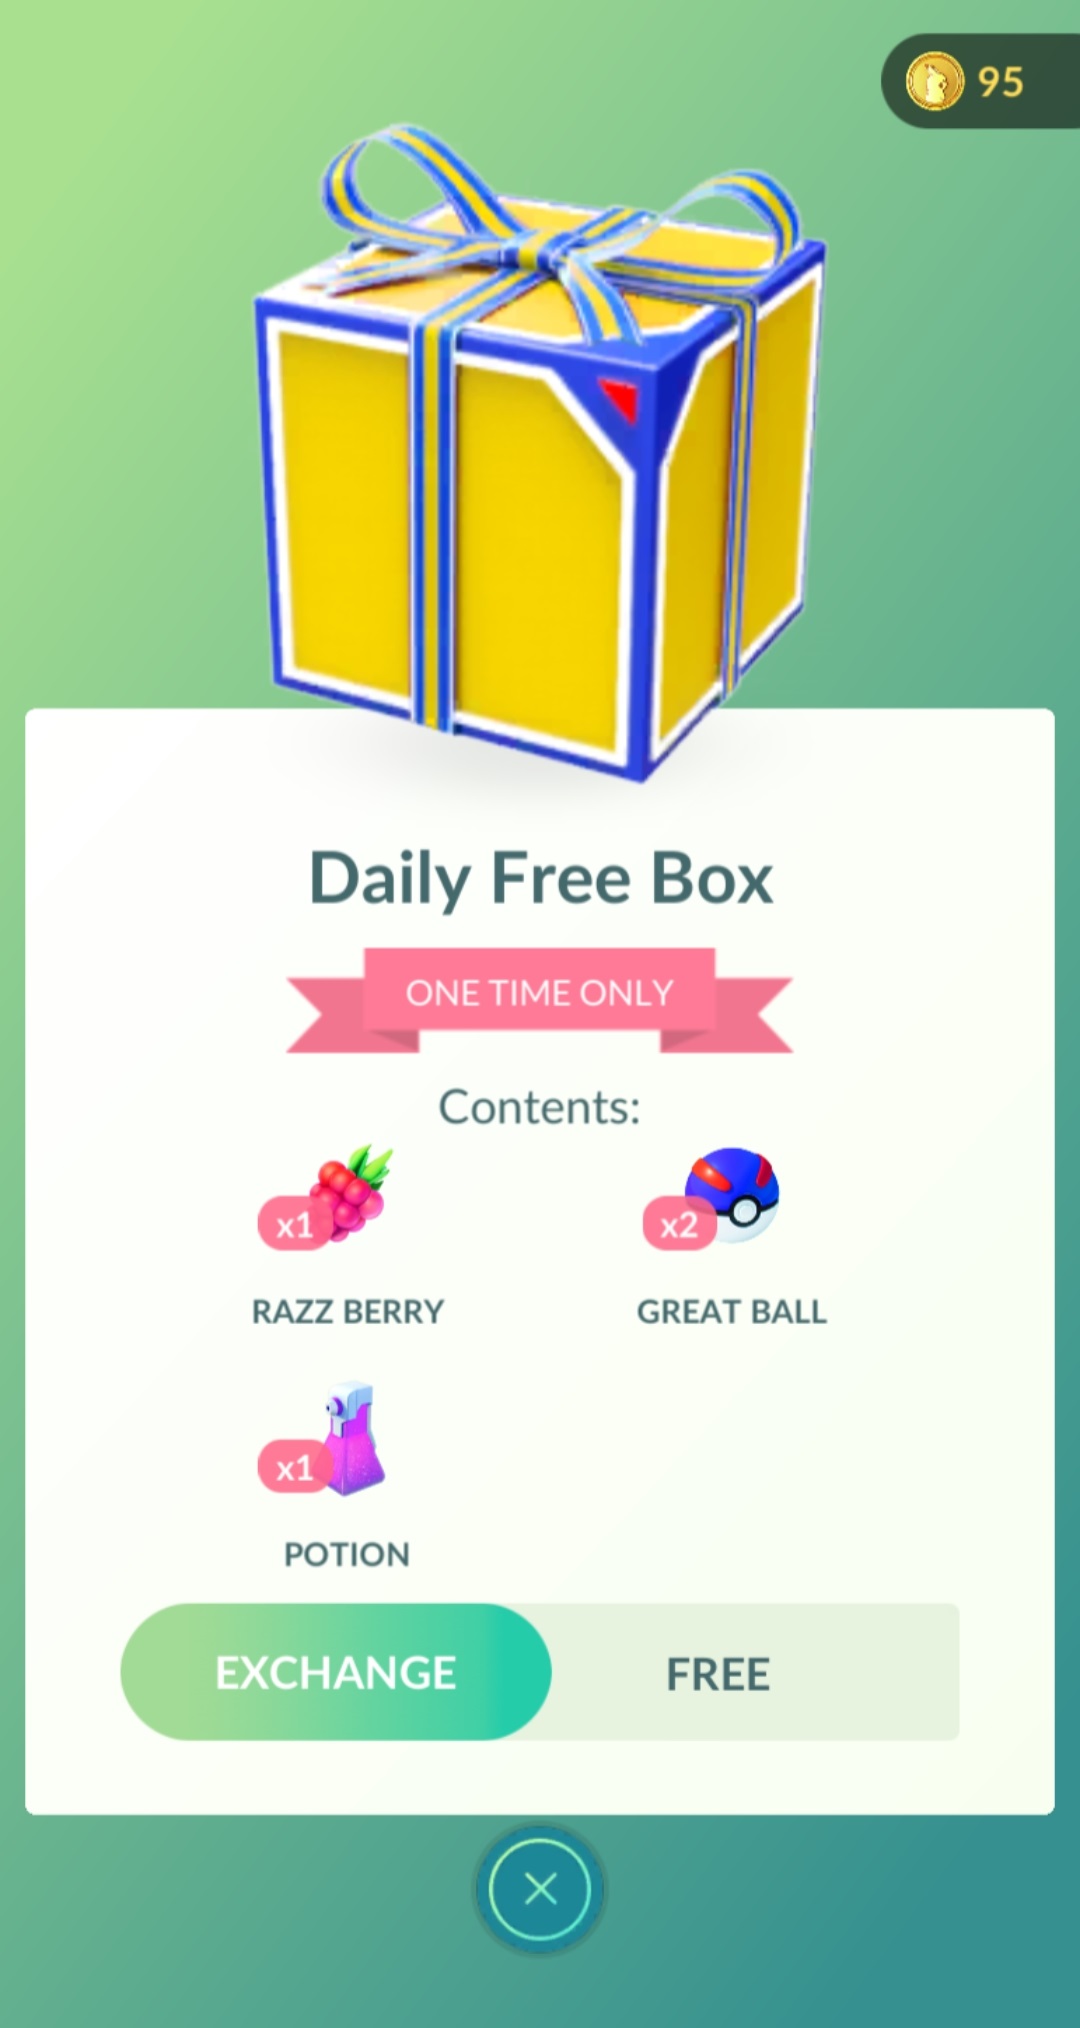 95
Daily Free Box
ONE TIME ONLY
Contents:
x1
x2
RAZZ BERRY
GREAT BALL
x1
POTION
EXCHANGE
FREE